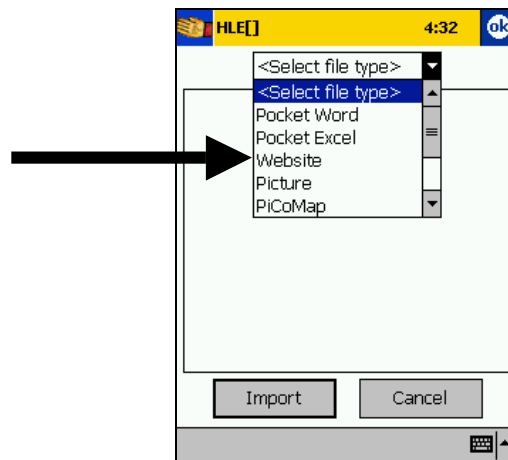 HLE[] 4:32 ok
<Select file type>
<Select file type>
Pocket Word
Pocket Excel
Website
Picture
PiCoMap
Import Cancel